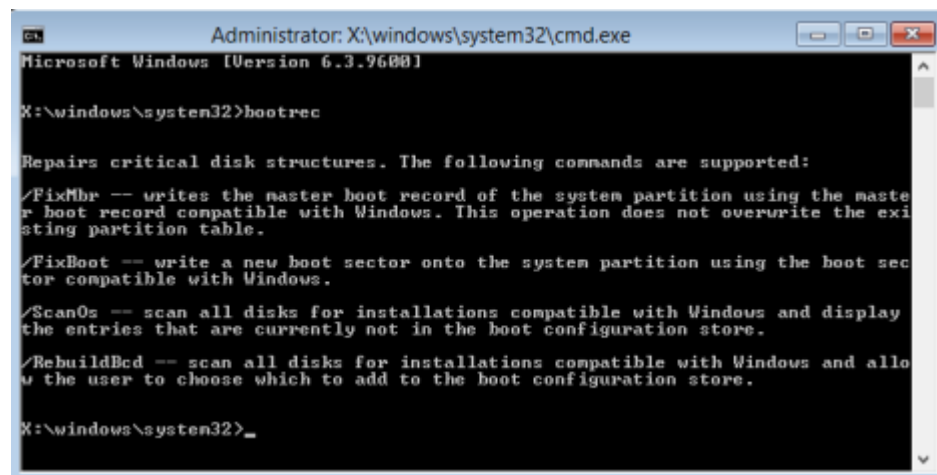 Administrator: X:\windows\system32\cmd.exe
Microsoft Windows [Version 6.3.9600]
X:\windows\system32>bootrec
Repairs critical disk structures. The following commands are supported:
/FixMbr -- writes the master boot record of the system partition using the maste
r boot record compatible with Windows. This operation does not overwrite the exi
sting partition table.
/FixBoot -- write a new boot sector onto the system partition using the boot sec
tor compatible with Windows.
/ScanOs -- scan all disks for installations compatible with Windows and display
the entries that are currently not in the boot configuration store.
/RebuildBcd -- scan all disks for installations compatible with Windows and allo
w the user to choose which to add to the boot configuration store.
X:\windows\system32>_